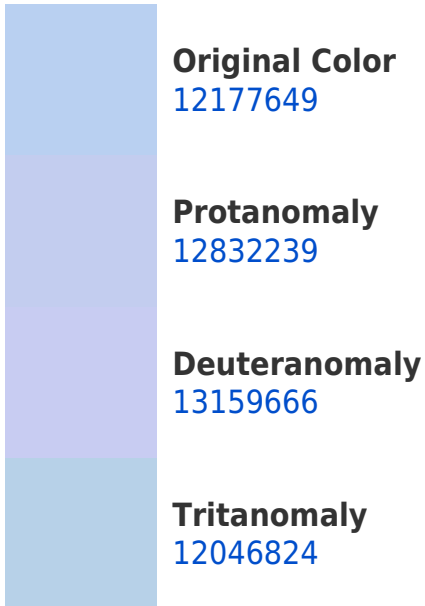 Original Color
12177649
Protanomaly
12832239
Deuteranomaly
13159666
Tritanomaly
12046824